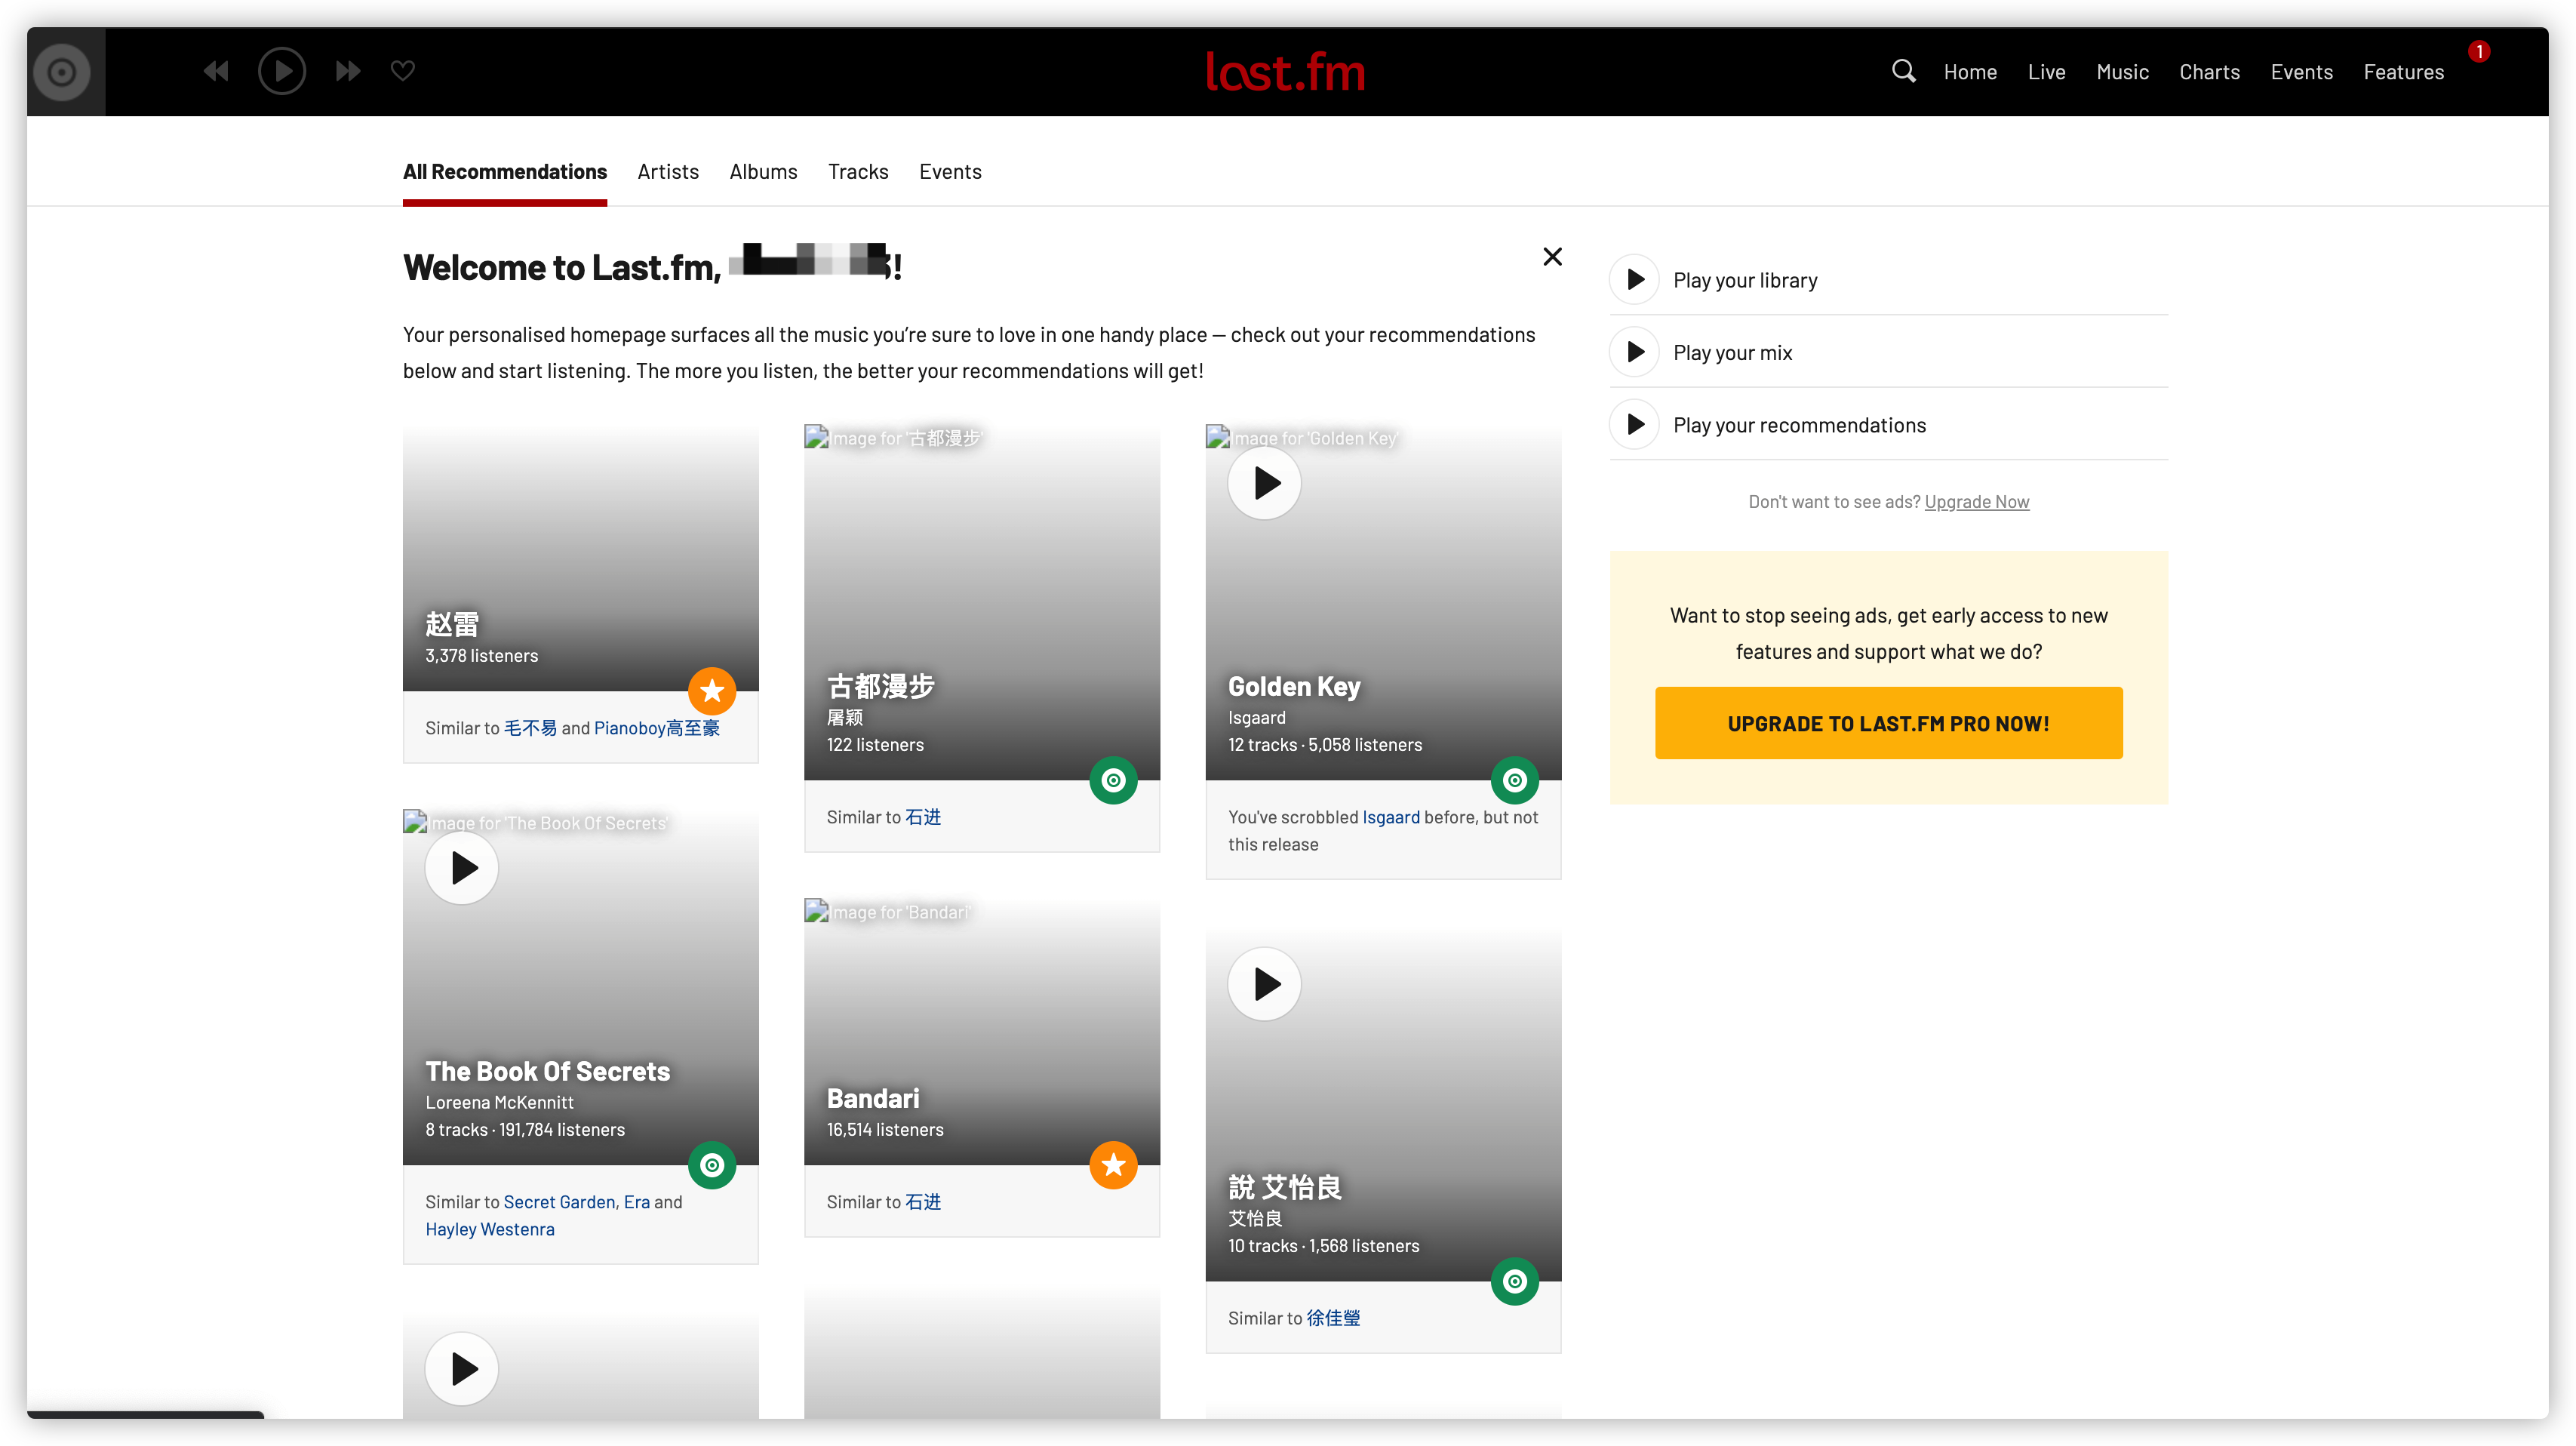 last.fm
Home Live Music Charts Events Features
1
All Recommendations Artists Albums Tracks Events
Welcome to Last.fm, !
Your personalised homepage surfaces all the music you’re sure to love in one handy place — check out your recommendations
below and start listening. The more you listen, the better your recommendations will get!
赵雷
3,378 listeners
Similar to 毛不易 and Pianoboy高至豪
Image for 'The Book Of Secrets'
The Book Of Secrets
Loreena McKennitt
8 tracks · 191,784 listeners
Similar to Secret Garden, Era and
Hayley Westenra
Image for '古都漫步'
古都漫步
屠颖
122 listeners
Similar to 石进
Image for 'Bandari'
Bandari
16,514 listeners
Similar to 石进
Image for 'Golden Key'
Golden Key
Isgaard
12 tracks · 5,058 listeners
You've scrobbled Isgaard before, but not
this release
說 艾怡良
艾怡良
10 tracks · 1,568 listeners
Similar to 徐佳瑩
Play your library
Play your mix
Play your recommendations
Don't want to see ads? Upgrade Now
Want to stop seeing ads, get early access to new
features and support what we do?
UPGRADE TO LAST.FM PRO NOW!